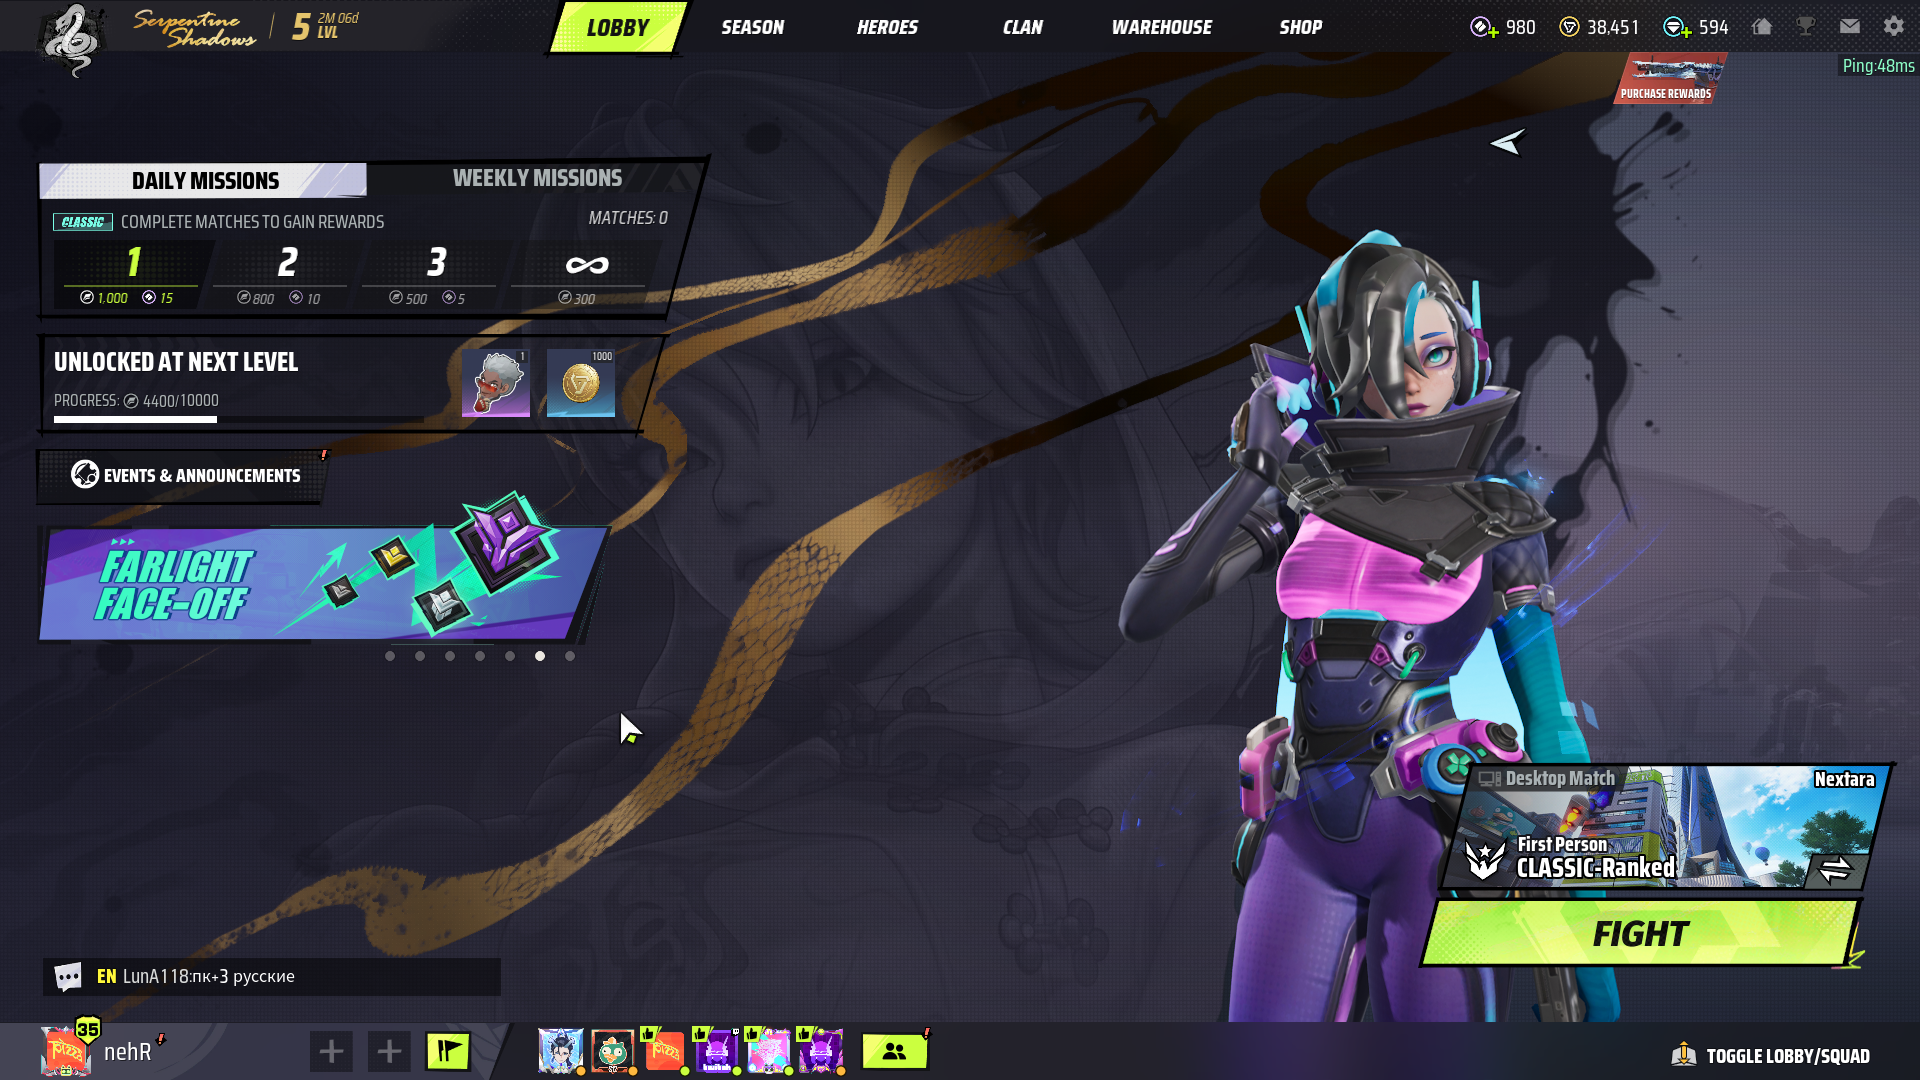 Serpentine Shadows
5 LVL
2M 06d
LOBBY
SEASON
HEROES
CLAN
WAREHOUSE
SHOP
980
38,451
594
Ping:48ms
PURCHASE REWARDS
DAILY MISSIONS
WEEKLY MISSIONS
CLASSIC COMPLETE MATCHES TO GAIN REWARDS
MATCHES: 0
1
2
3
∞
1,000 15
800 10
500 5
300
UNLOCKED AT NEXT LEVEL
PROGRESS: 4400/10000
1
1000
EVENTS & ANNOUNCEMENTS
FARLIGHT
FACE-OFF
Desktop Match
Nextara
First Person
CLASSIC-Ranked
FIGHT
EN LunA118:пк+3 русские
35
nehR
TOGGLE LOBBY/SQUAD